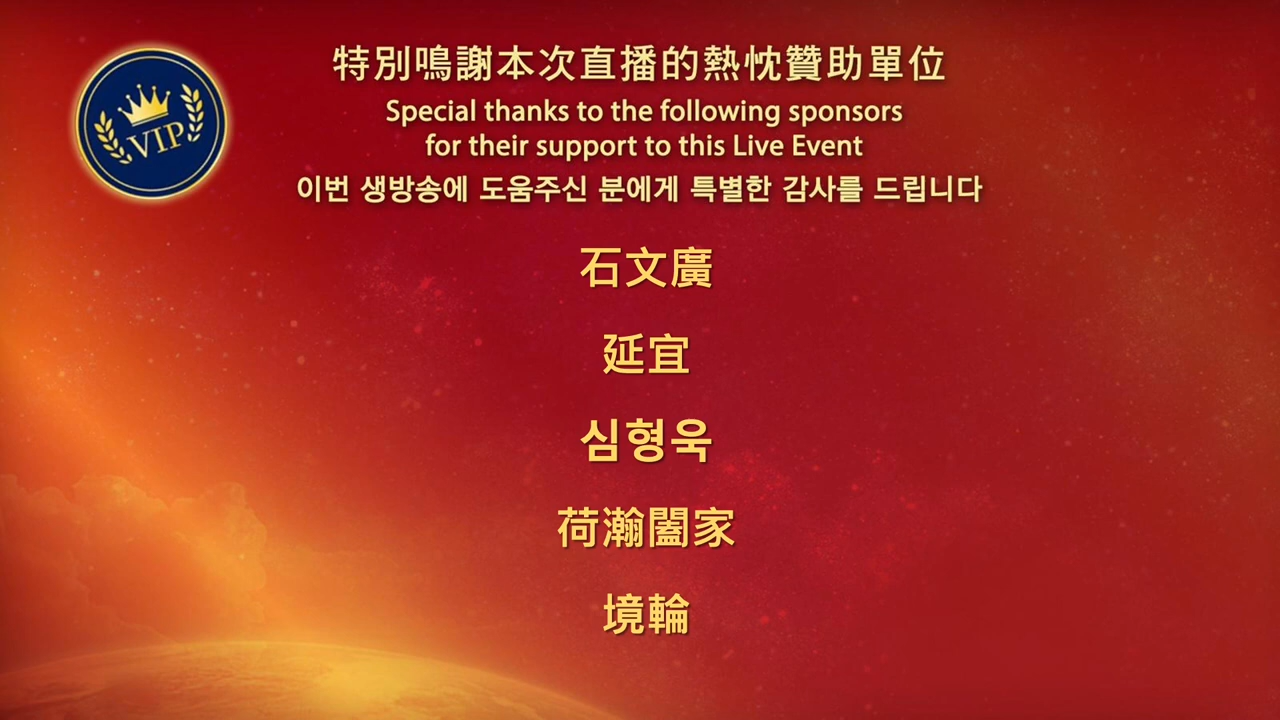 VIP
特別鳴謝本次直播的熱忱贊助單位
Special thanks to the following sponsors
for their support to this Live Event
이번 생방송에 도움주신 분에게 특별한 감사를 드립니다
石文廣
延宜
심형욱
荷瀚闔家
境輪